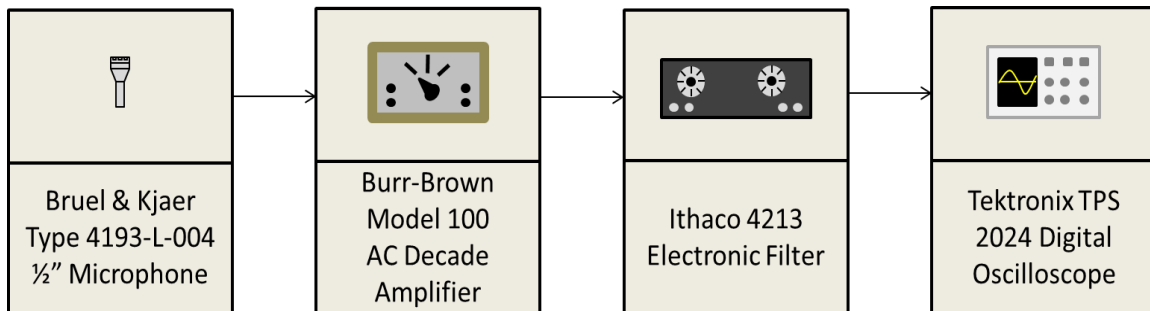 Bruel & Kjaer
Type 4193-L-004
½” Microphone
Burr-Brown
Model 100
AC Decade
Amplifier
Ithaco 4213
Electronic Filter
Tektronix TPS
2024 Digital
Oscilloscope